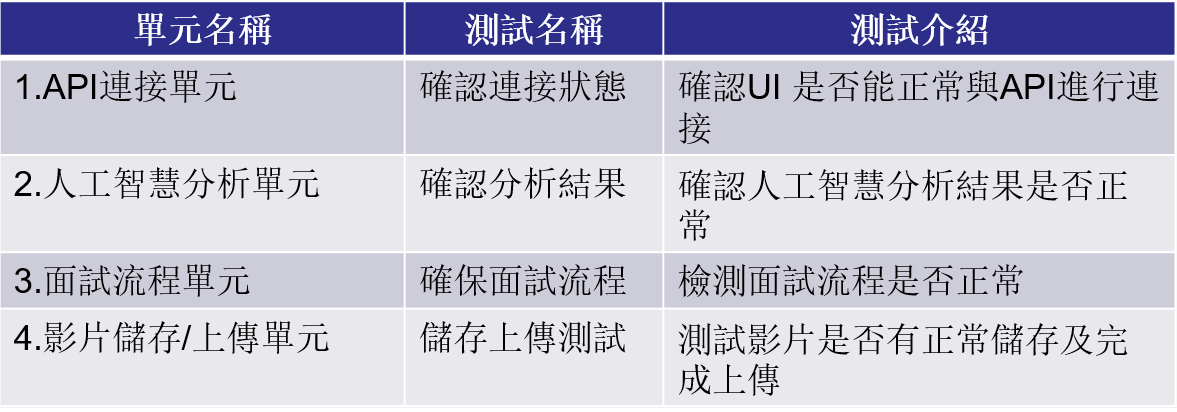 單元名稱 測試名稱 測試介紹
1.API連接單元 確認連接狀態 確認UI 是否能正常與API進行連
接
2.人工智慧分析單元 確認分析結果 確認人工智慧分析結果是否正
常
3.面試流程單元 確保面試流程 檢測面試流程是否正常
4.影片儲存/上傳單元 儲存上傳測試 測試影片是否有正常儲存及完
成上傳